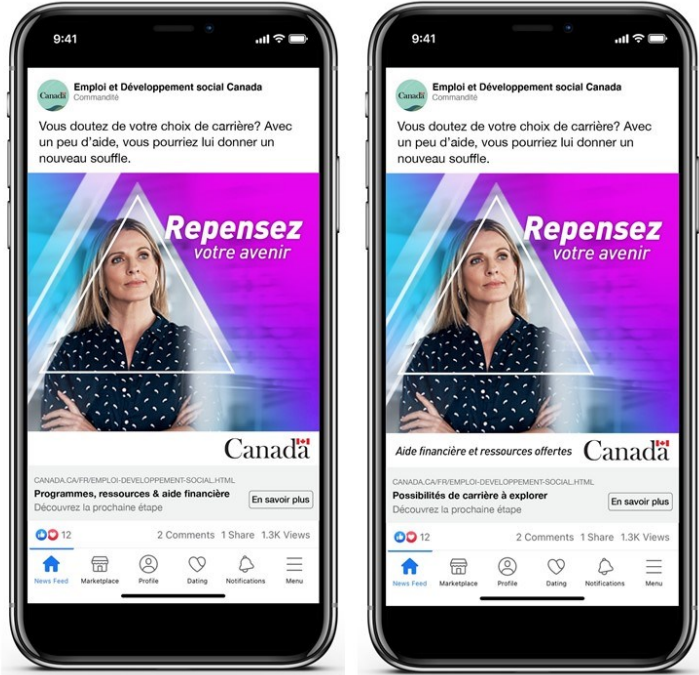 9:41
Canada
Emploi et Développement social Canada
Commandité
Vous doutez de votre choix de carrière? Avec
un peu d'aide, vous pourriez lui donner un
nouveau souffle.
Repensez
votre avenir
Canada
CANADA.CA/FR/EMPLOI-DEVELOPPEMENT-SOCIAL.HTML
Programmes, ressources & aide financière
Découvrez la prochaine étape
En savoir plus
12
2 Comments 1 Share 1.3K Views
News Feed Marketplace Profile Dating Notifications Menu
9:41
Canada
Emploi et Développement social Canada
Commandité
Vous doutez de votre choix de carrière? Avec
un peu d'aide, vous pourriez lui donner un
nouveau souffle.
Repensez
votre avenir
Aide financière et ressources offertes
Canada
CANADA.CA/FR/EMPLOI-DEVELOPPEMENT-SOCIAL.HTML
Possibilités de carrière à explorer
Découvrez la prochaine étape
En savoir plus
12
2 Comments 1 Share 1.3K Views
News Feed Marketplace Profile Dating Notifications Menu